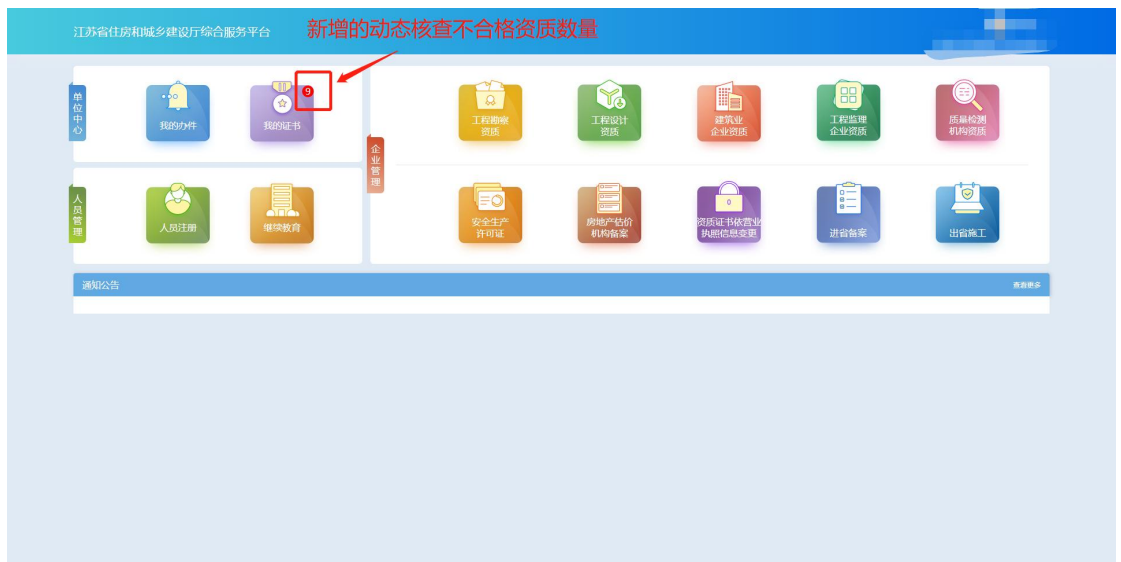 江苏省住房和城乡建设厅综合服务平台
新增的动态核查不合格资质数量
单位中心
我的办件
9
我的证书
企业管理
工程勘察
资质
工程设计
资质
建筑业
企业资质
工程监理
企业资质
质量检测
机构资质
人员管理
人员注册
继续教育
安全生产
许可证
房地产估价
机构备案
资质证书依营业
执照信息变更
进省备案
出省施工
通知公告
查看更多